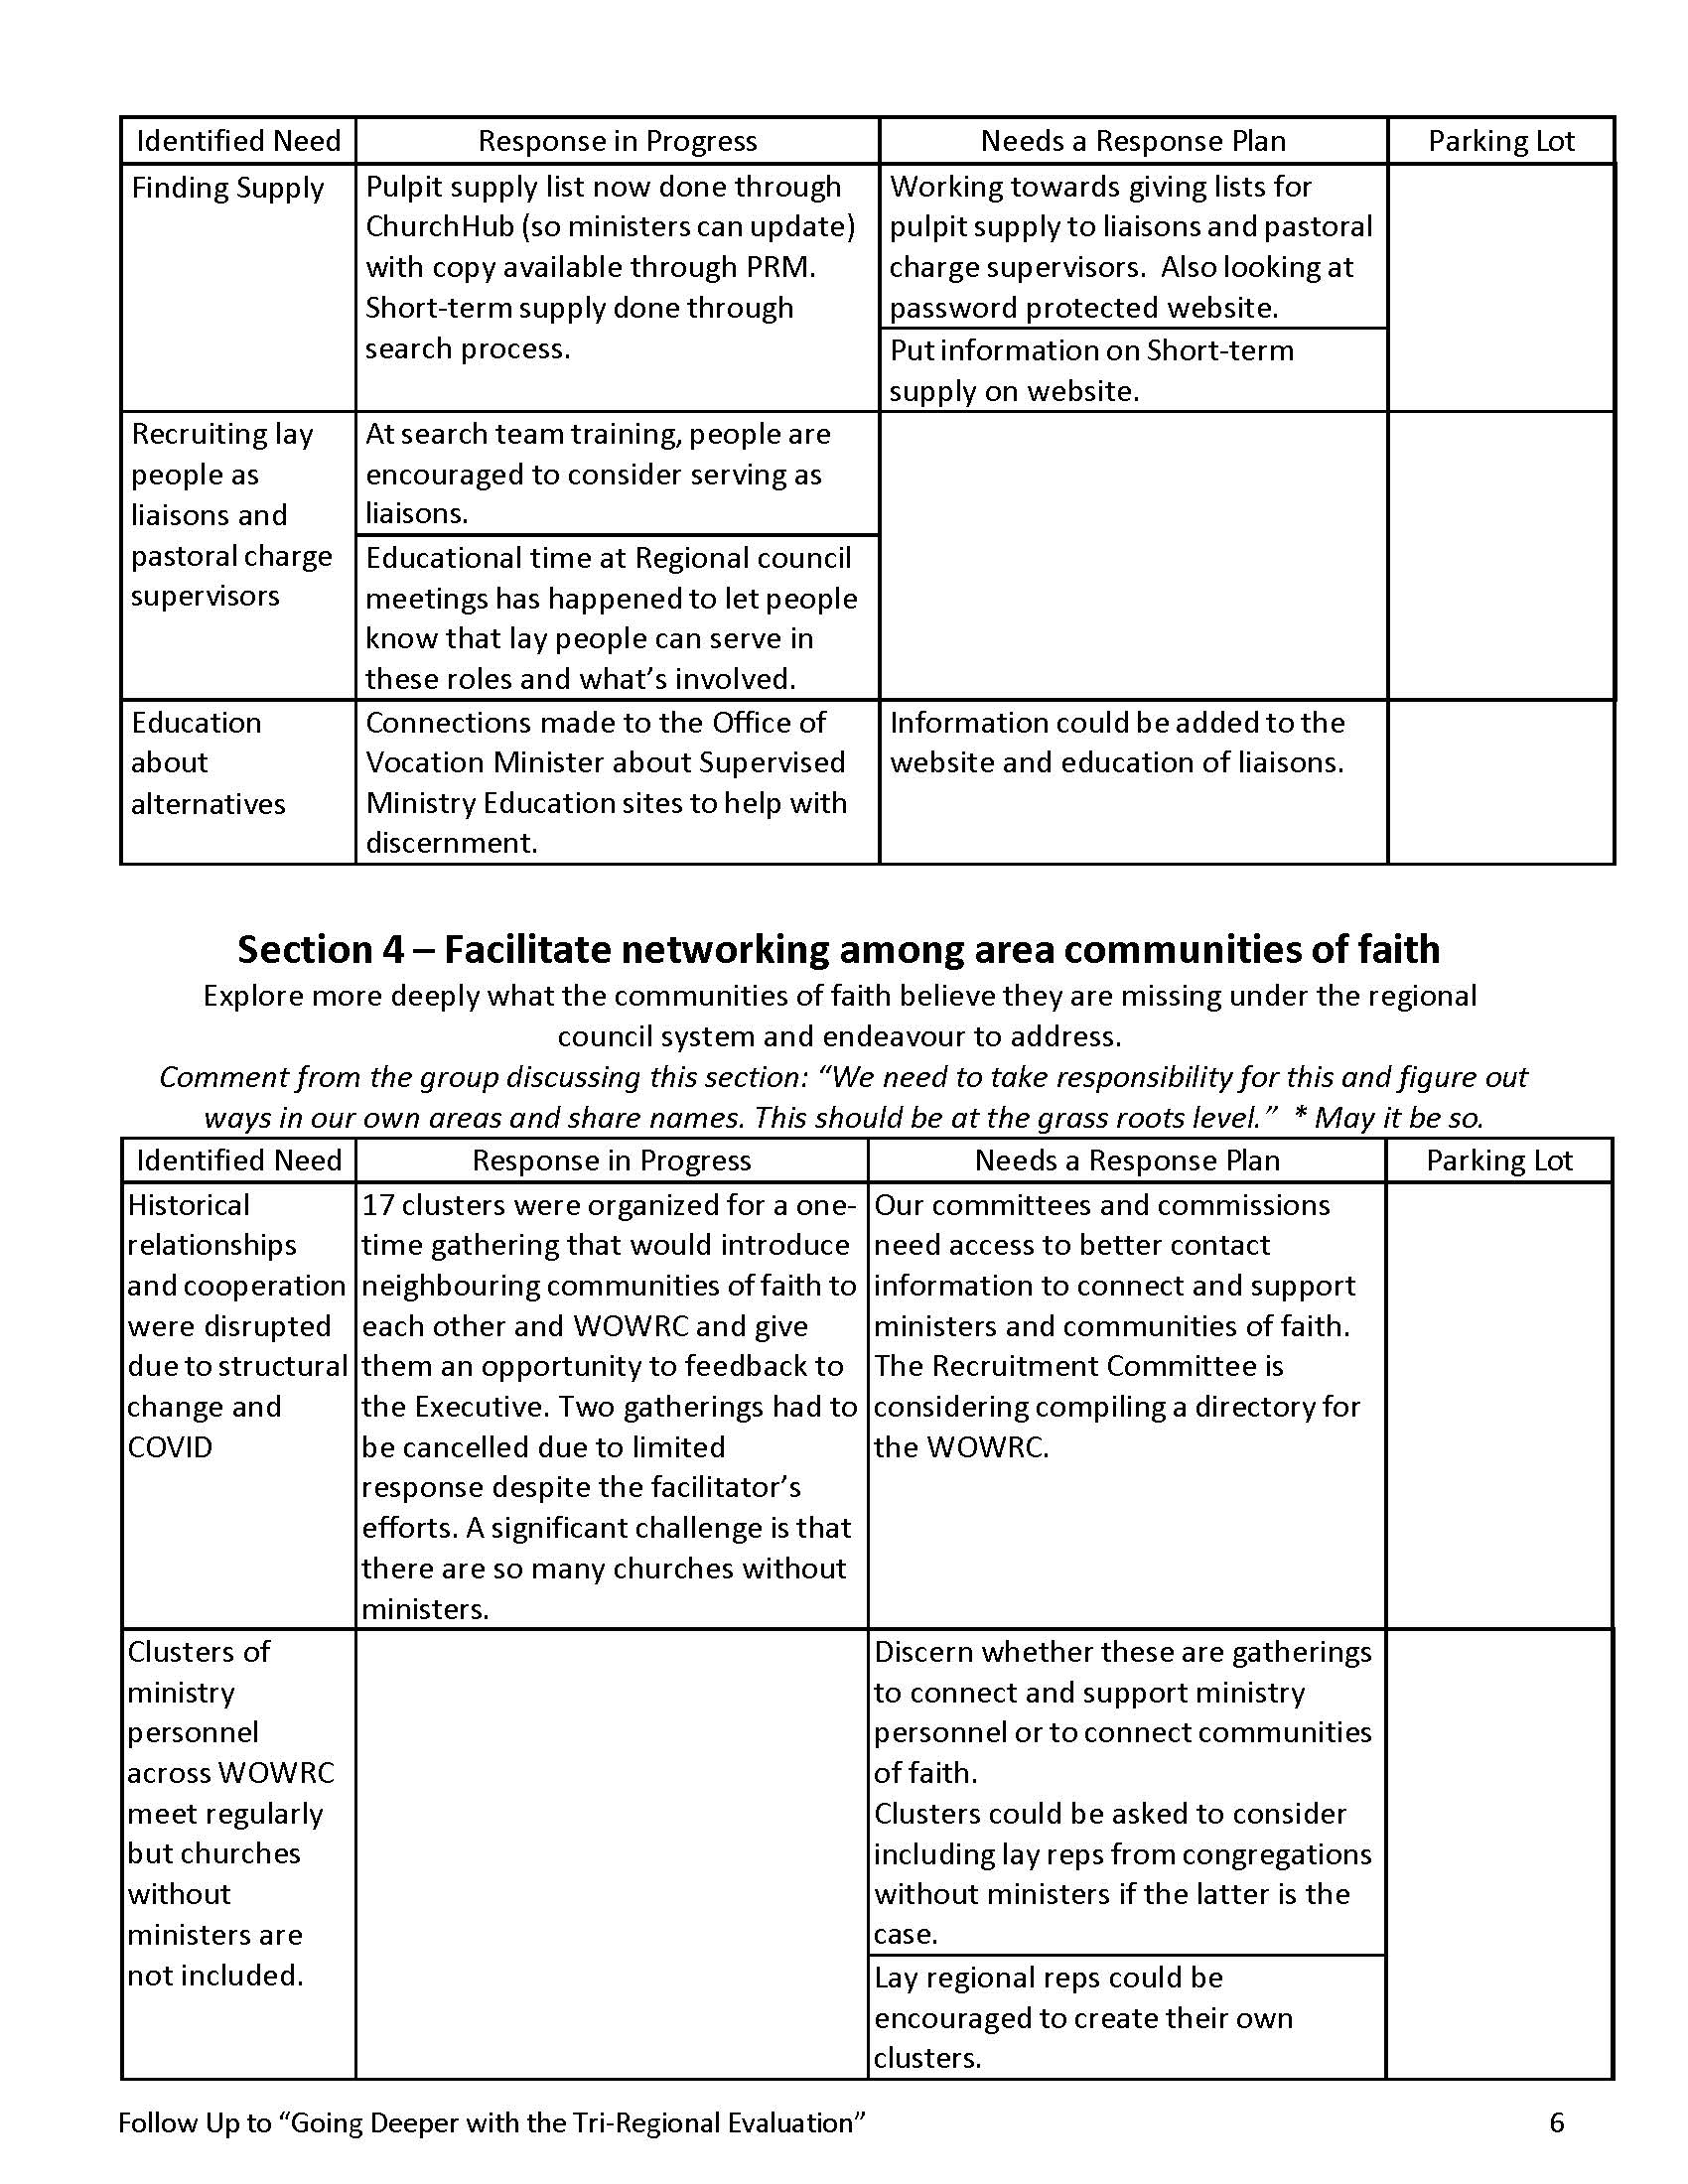 Identified Need Response in Progress Needs a Response Plan Parking Lot
Finding Supply
Pulpit supply list now done through
ChurchHub (so ministers can update)
with copy available through PRM.
Short-term supply done through
search process.
Working towards giving lists for
pulpit supply to liaisons and pastoral
charge supervisors.  Also looking at
password protected website.
Put information on Short-term
supply on website.
Recruiting lay
people as
liaisons and
pastoral charge
supervisors
At search team training, people are
encouraged to consider serving as
liaisons.
Educational time at Regional council
meetings has happened to let people
know that lay people can serve in
these roles and what’s involved.
Education
about
alternatives
Connections made to the Office of
Vocation Minister about Supervised
Ministry Education sites to help with
discernment.
Information could be added to the
website and education of liaisons.
Section 4 – Facilitate networking among area communities of faith
Explore more deeply what the communities of faith believe they are missing under the regional
council system and endeavour to address.
Comment from the group discussing this section: “We need to take responsibility for this and figure out
ways in our own areas and share names. This should be at the grass roots level.”  * May it be so.
Identified Need Response in Progress Needs a Response Plan Parking Lot
Historical
relationships
and cooperation
were disrupted
due to structural
change and
COVID
17 clusters were organized for a one-
time gathering that would introduce
neighbouring communities of faith to
each other and WOWRC and give
them an opportunity to feedback to
the Executive. Two gatherings had to
be cancelled due to limited
response despite the facilitator’s
efforts. A significant challenge is that
there are so many churches without
ministers.
Our committees and commissions
need access to better contact
information to connect and support
ministers and communities of faith.
The Recruitment Committee is
considering compiling a directory for
the WOWRC.
Clusters of
ministry
personnel
across WOWRC
meet regularly
but churches
without
ministers are
not included.
Discern whether these are gatherings
to connect and support ministry
personnel or to connect communities
of faith.
Clusters could be asked to consider
including lay reps from congregations
without ministers if the latter is the
case.
Lay regional reps could be
encouraged to create their own
clusters.
Follow Up to “Going Deeper with the Tri-Regional Evaluation” 6